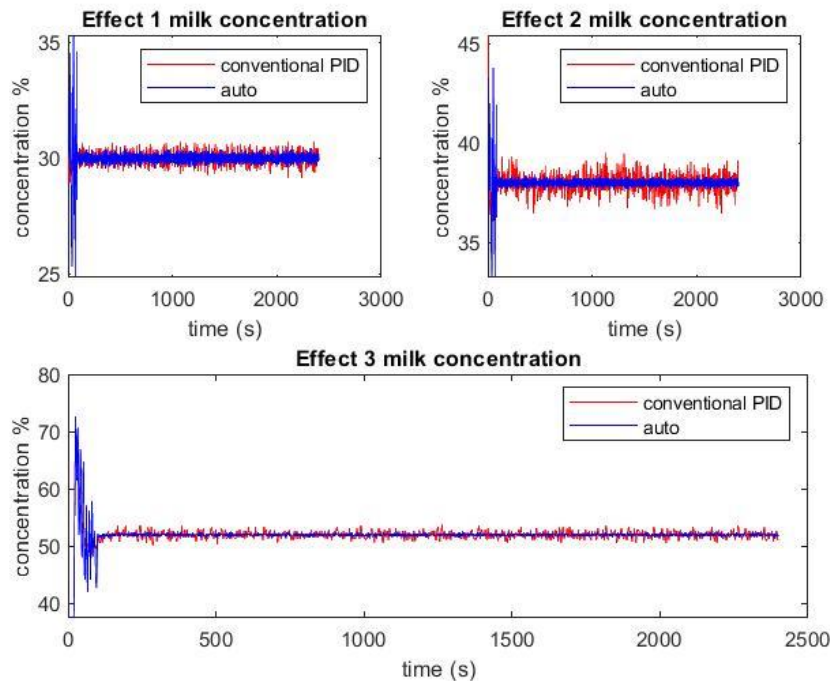 Effect 1 milk concentration
concentration %
35
30
25
conventional PID
auto
0 1000 2000 3000
time (s)
Effect 2 milk concentration
concentration %
45
40
35
conventional PID
auto
0 1000 2000 3000
time (s)
Effect 3 milk concentration
concentration %
80
70
60
50
40
conventional PID
auto
0 500 1000 1500 2000 2500
time (s)